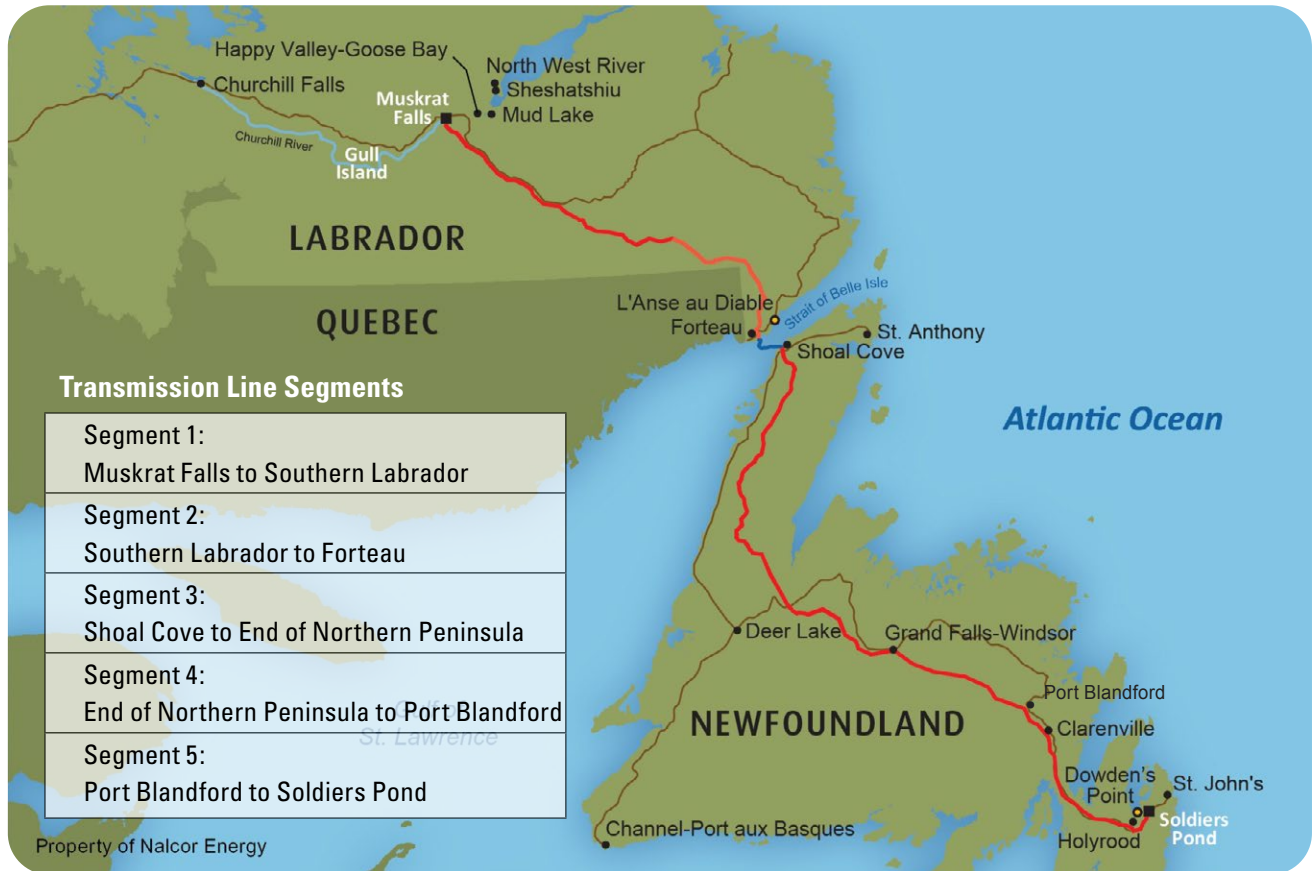 Happy Valley-Goose Bay
North West River
Sheshatshiu
Churchill Falls
Muskrat
Falls
Mud Lake
Churchill River
Gull
Island
LABRADOR
QUEBEC
L'Anse au Diable
Forteau
Strait of Belle Isle
St. Anthony
Shoal Cove
Atlantic Ocean
Transmission Line Segments
Segment 1:
Muskrat Falls to Southern Labrador
Segment 2:
Southern Labrador to Forteau
Segment 3:
Shoal Cove to End of Northern Peninsula
Segment 4:
End of Northern Peninsula to Port Blandford
Segment 5:
Port Blandford to Soldiers Pond
Gulf of
St. Lawrence
Deer Lake
Grand Falls-Windsor
Port Blandford
NEWFOUNDLAND
Clarenville
Dowden's
Point
St. John's
Soldiers
Pond
Holyrood
Channel-Port aux Basques
Property of Nalcor Energy